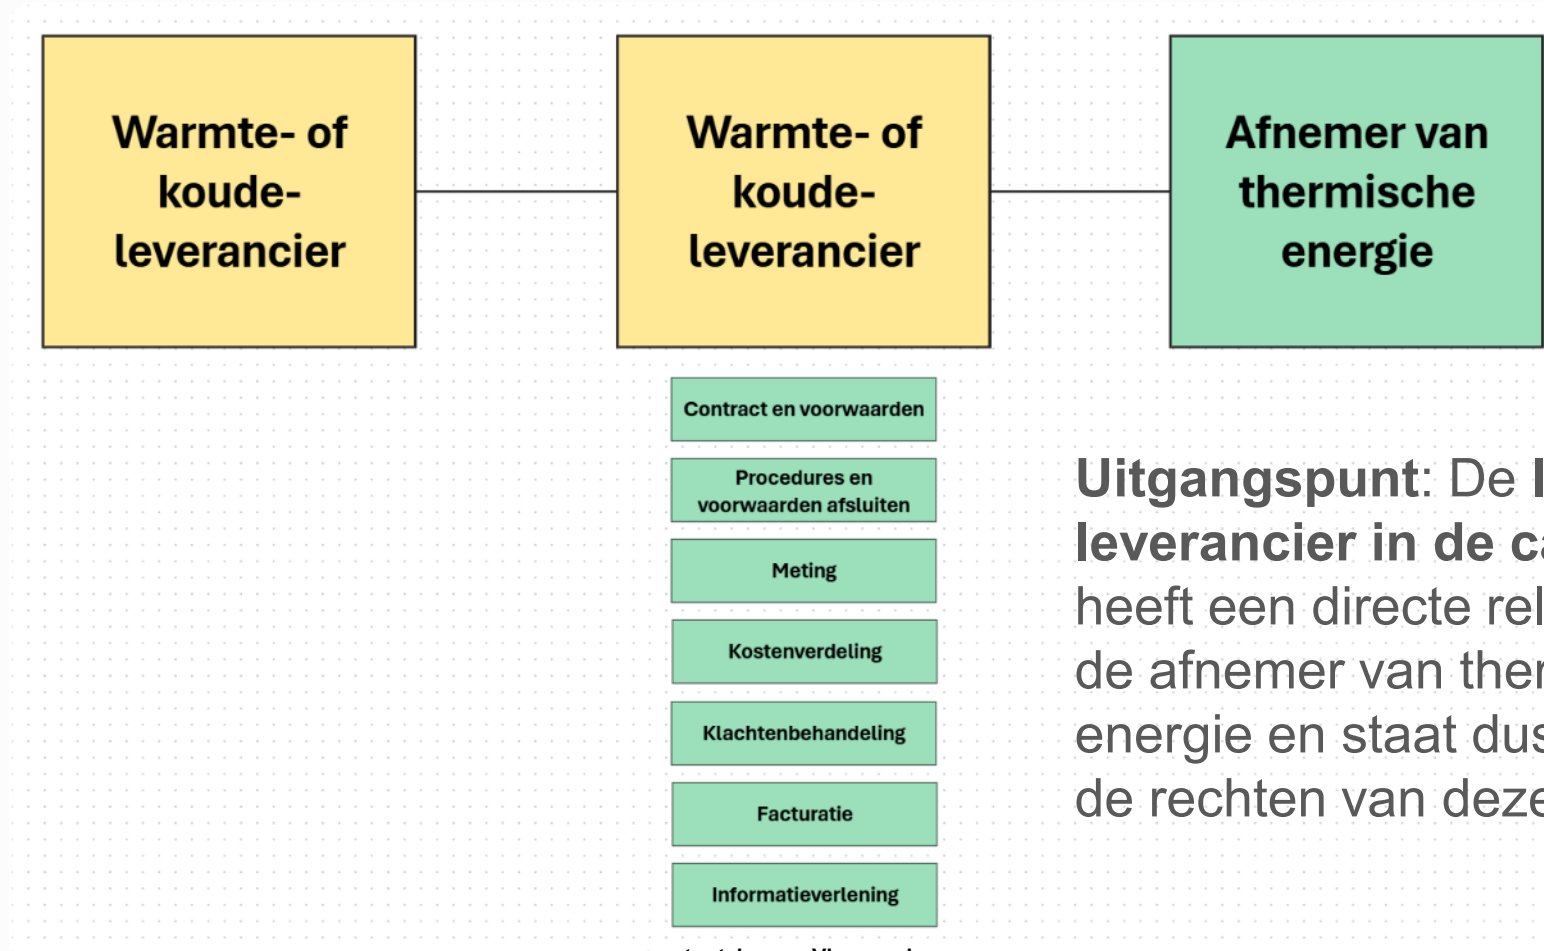 Warmte- of
koude-
leverancier
Warmte- of
koude-
leverancier
Afnemer van
thermische
energie
Contract en voorwaarden
Procedures en
voorwaarden afsluiten
Meting
Kostenverdeling
Klachtenbehandeling
Facturatie
Informatieverlening
Uitgangspunt: De
leverancier in de
heeft een directe
de afnemer van
energie en staat dus
de rechten van deze